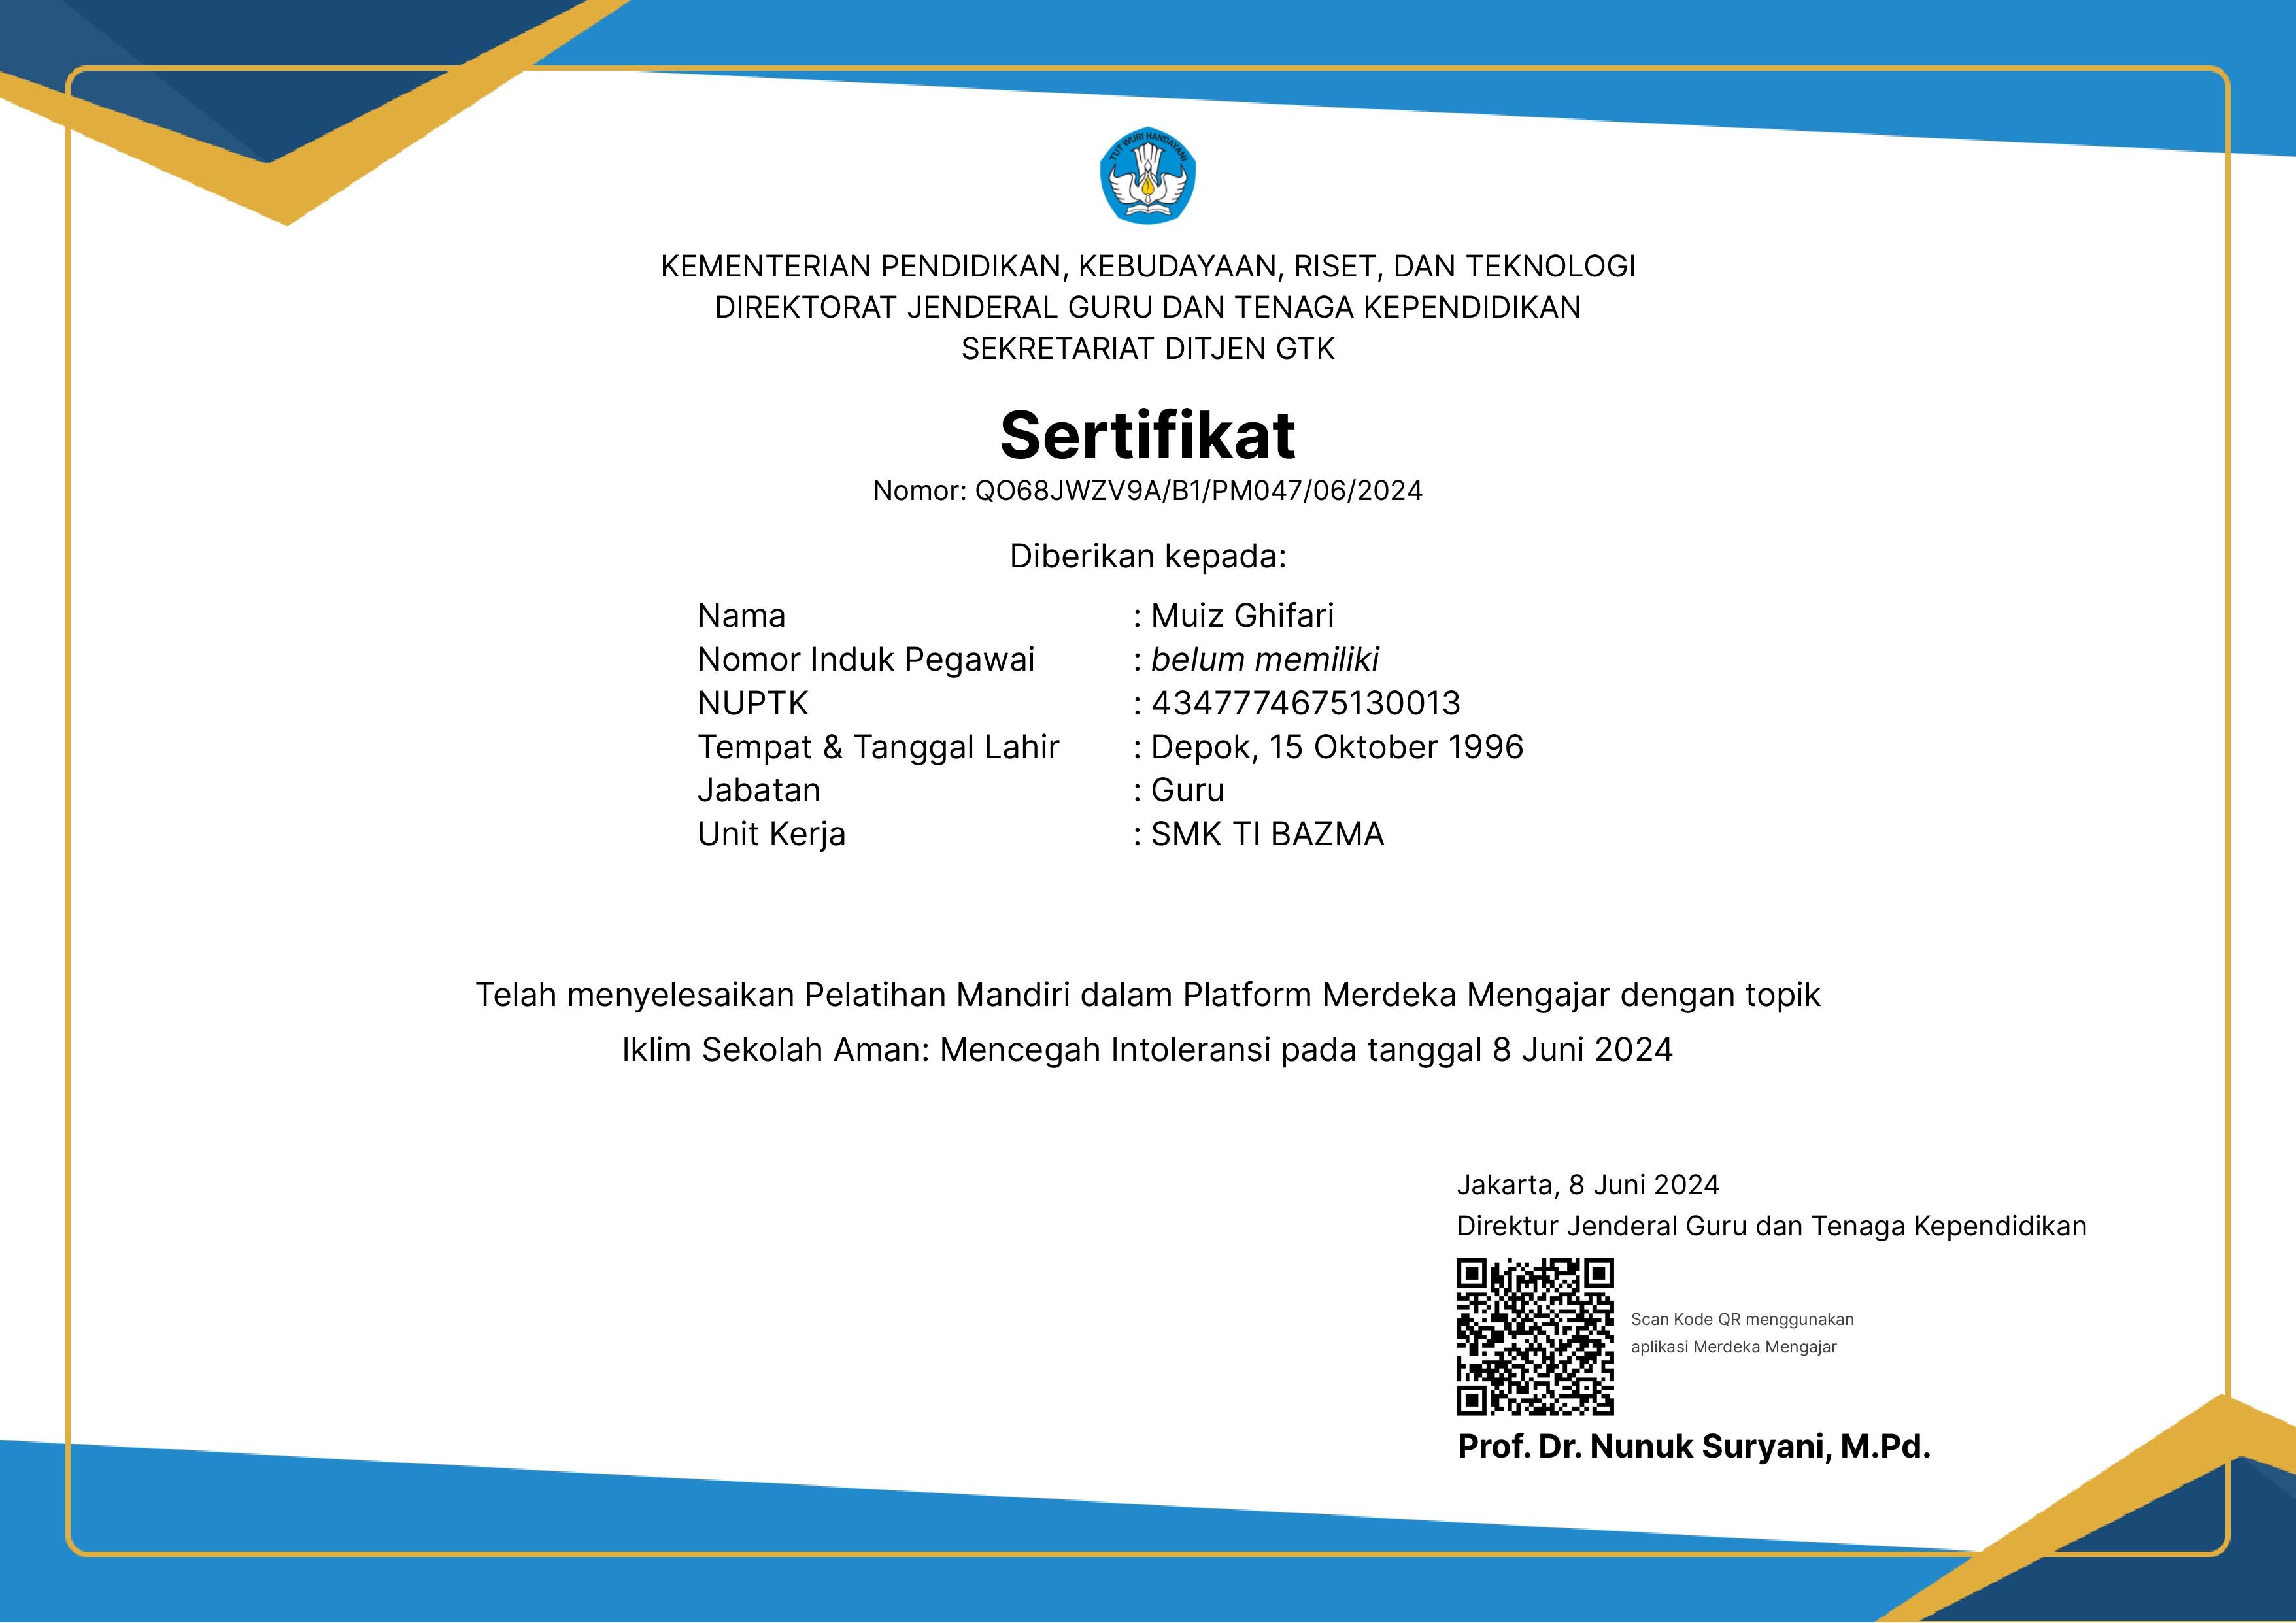 TUT WURI HANDAYANI
KEMENTERIAN PENDIDIKAN, KEBUDAYAAN, RISET, DAN TEKNOLOGI
DIREKTORAT JENDERAL GURU DAN TENAGA KEPENDIDIKAN
SEKRETARIAT DITJEN GTK
Sertifikat
Nomor: QO68JWZV9A/B1/PM047/06/2024
Diberikan kepada:
Nama : Muiz Ghifari
Nomor Induk Pegawai : belum memiliki
NUPTK : 4347774675130013
Tempat & Tanggal Lahir : Depok, 15 Oktober 1996
Jabatan : Guru
Unit Kerja : SMK TI BAZMA
Telah menyelesaikan Pelatihan Mandiri dalam Platform Merdeka Mengajar dengan topik
Iklim Sekolah Aman: Mencegah Intoleransi pada tanggal 8 Juni 2024
Jakarta, 8 Juni 2024
Direktur Jenderal Guru dan Tenaga Kependidikan
Scan Kode QR menggunakan
aplikasi Merdeka Mengajar
Prof. Dr. Nunuk Suryani, M.Pd.